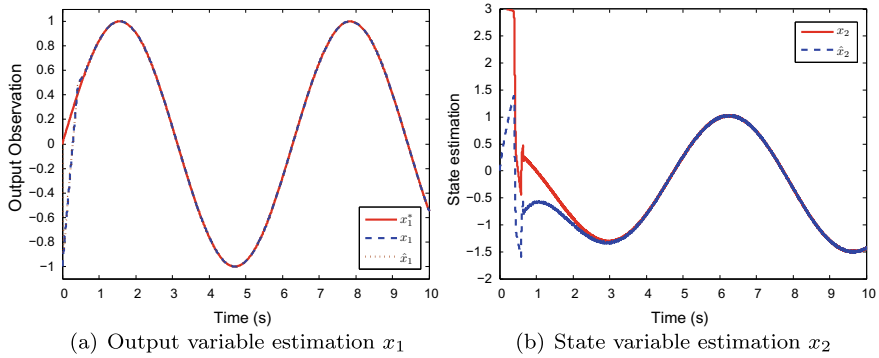 1
0.8
0.6
0.4
0.2
0
−0.2
−0.4
−0.6
−0.8
−1
Output Observation
0 1 2 3 4 5 6 7 8 9 10
Time (s)
x₁*
x₁
x̂₁
(a) Output variable estimation x₁
3
2.5
2
1.5
1
0.5
0
−0.5
−1
−1.5
−2
State estimation
0 1 2 3 4 5 6 7 8 9 10
Time (s)
x₂
x̂₂
(b) State variable estimation x₂